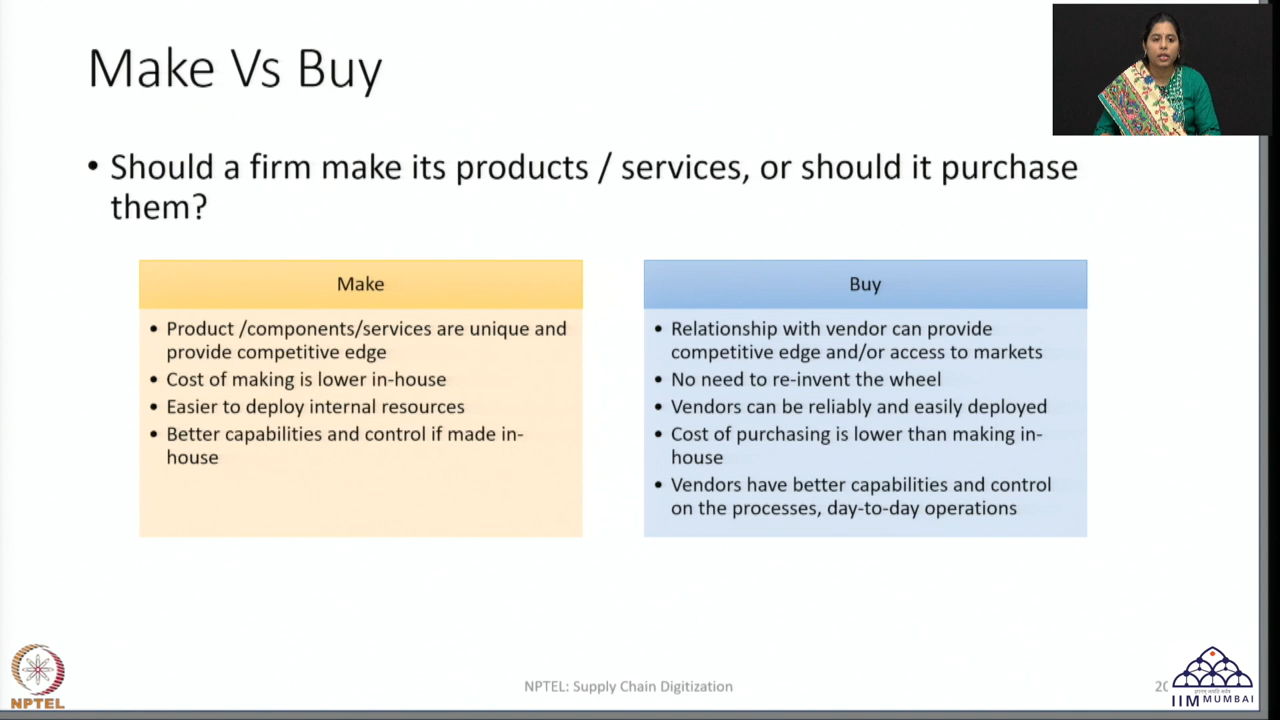 Make Vs Buy
• Should a firm make its products / services, or should it purchase
them?
Make
• Product /components/services are unique and
provide competitive edge
• Cost of making is lower in-house
• Easier to deploy internal resources
• Better capabilities and control if made in-
house
Buy
• Relationship with vendor can provide
competitive edge and/or access to markets
• No need to re-invent the wheel
• Vendors can be reliably and easily deployed
• Cost of purchasing is lower than making in-
house
• Vendors have better capabilities and control
on the processes, day-to-day operations
NPTEL
NPTEL: Supply Chain Digitization
20
IIM MUMBAI